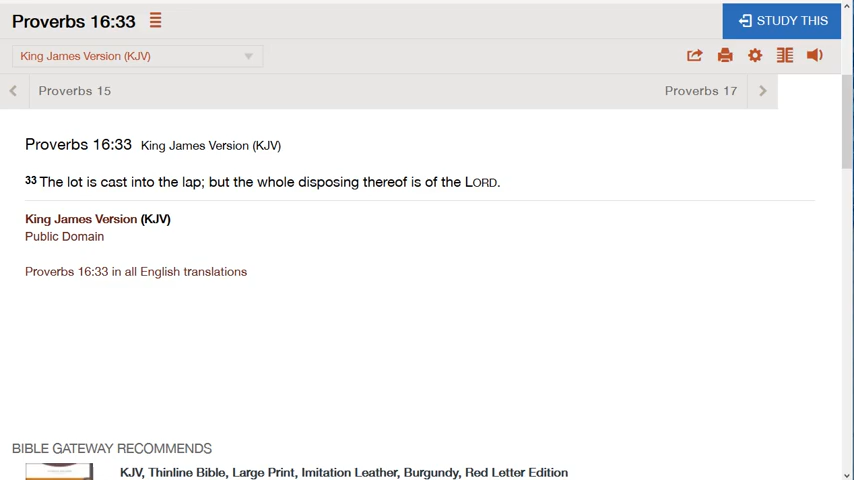 Proverbs 16:33
STUDY THIS
King James Version (KJV)
Proverbs 15
Proverbs 17
Proverbs 16:33 King James Version (KJV)
33 The lot is cast into the lap; but the whole disposing thereof is of the LORD.
King James Version (KJV)
Public Domain
Proverbs 16:33 in all English translations
BIBLE GATEWAY RECOMMENDS
KJV, Thinline Bible, Large Print, Imitation Leather, Burgundy, Red Letter Edition